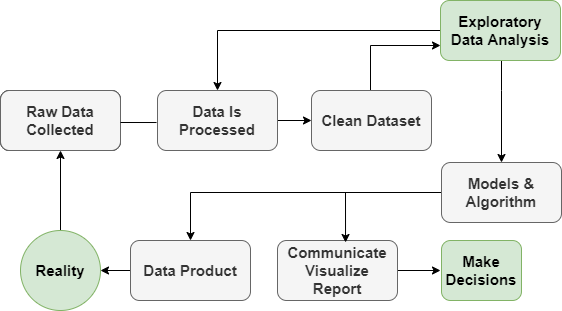 Exploratory
Data Analysis
Raw Data
Collected
Data Is
Processed
Clean Dataset
Models &
Algorithm
Reality
Data Product
Communicate
Visualize
Report
Make
Decisions